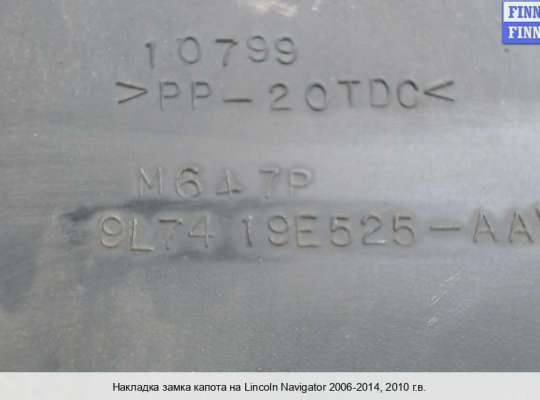 FINN
FINN
10799
>PP-20TDC<
M647P
9L74 19E525-AA
Накладка замка капота на Lincoln Navigator 2006-2014, 2010 г.в.